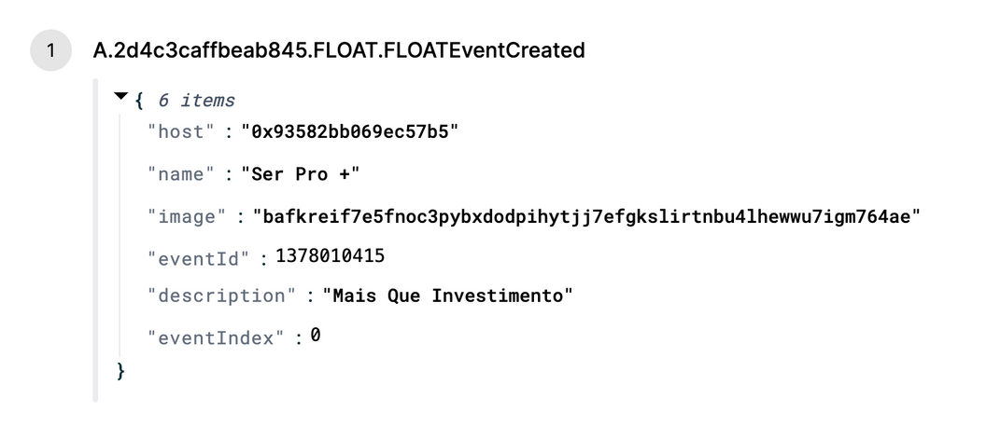 1 A.2d4c3caffbeab845.FLOAT.FLOATEventCreated
{ 6 items
"host" : "0x93582bb069ec57b5"
"name" : "Ser Pro +"
"image" : "bafkreif7e5fnoc3pybxdodpihytjj7efgkslirtnbu4lhewwu7igm764ae"
"eventId" : 1378010415
"description" : "Mais Que Investimento"
"eventIndex" : 0
}